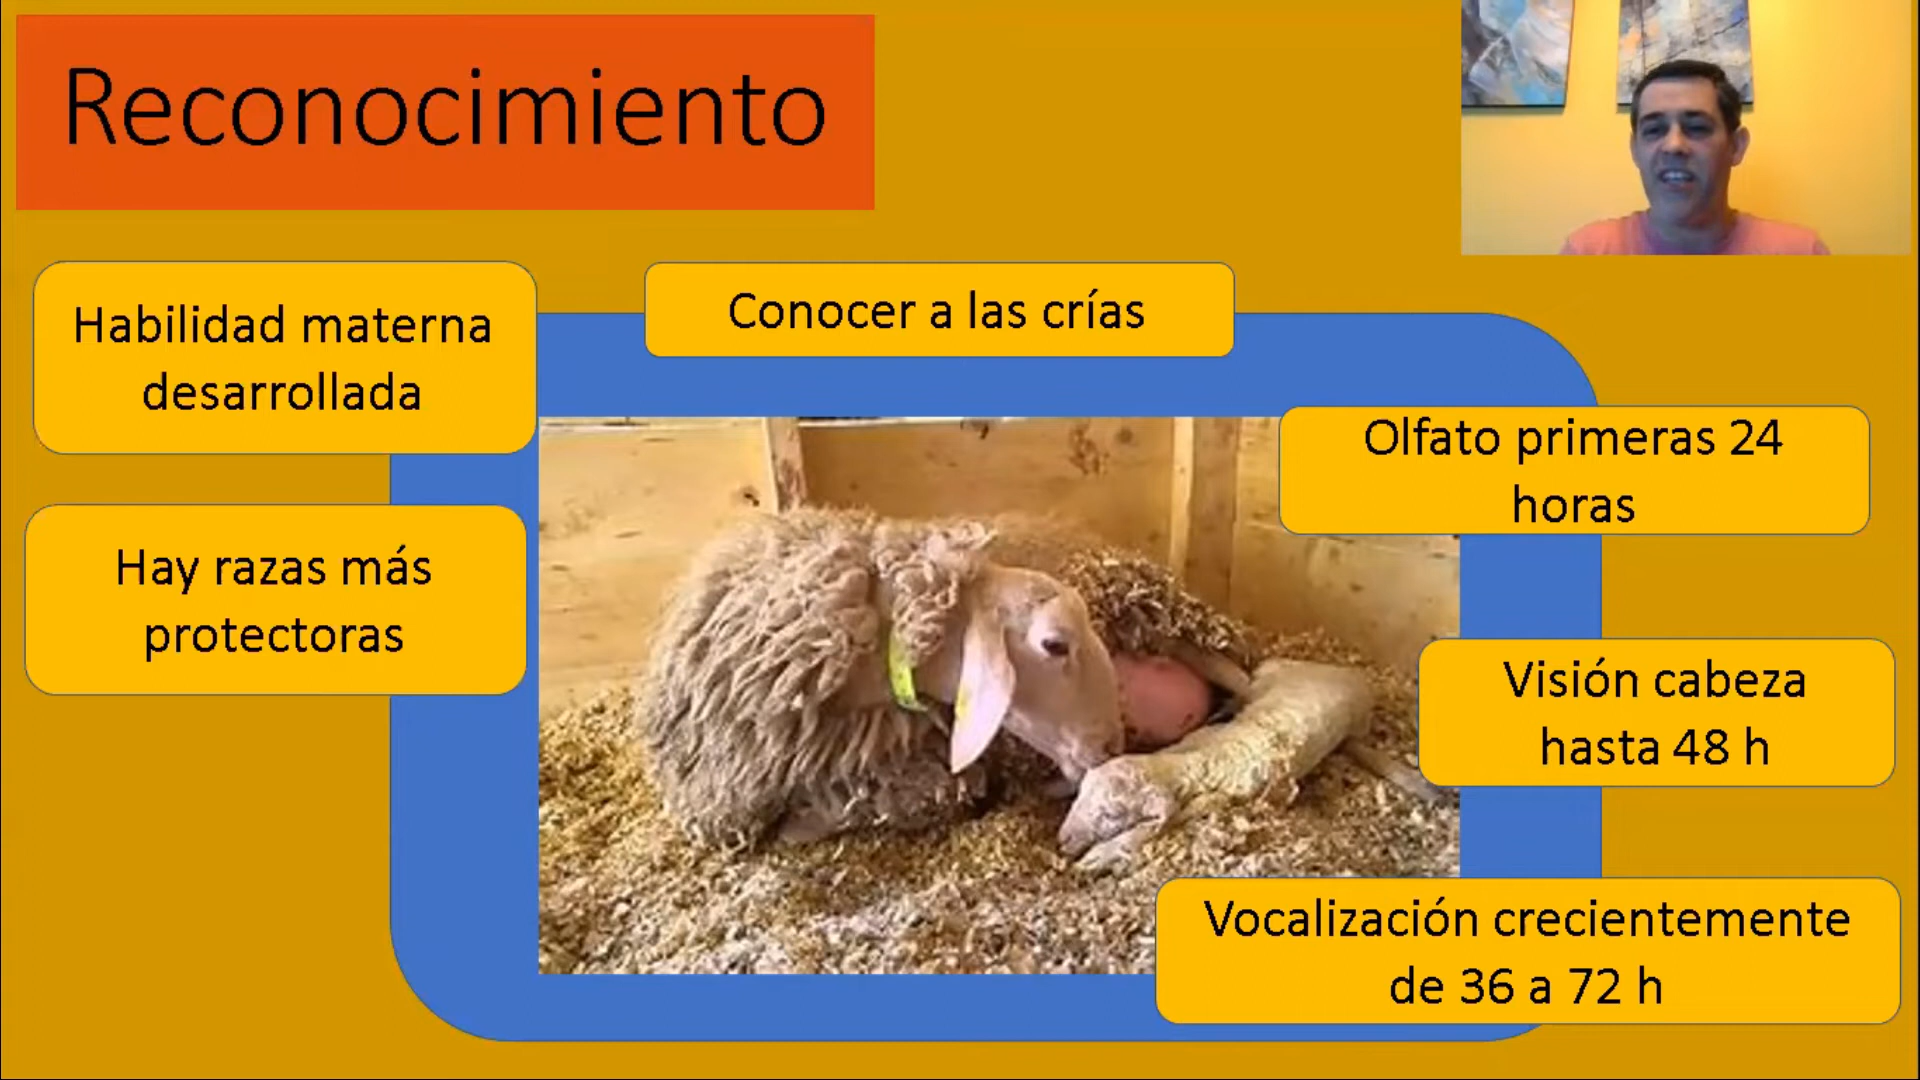 Reconocimiento
Habilidad materna
desarrollada
Hay razas más
protectoras
Conocer a las crías
Olfato primeras 24
horas
Visión cabeza
hasta 48 h
Vocalización crecientemente
de 36 a 72 h